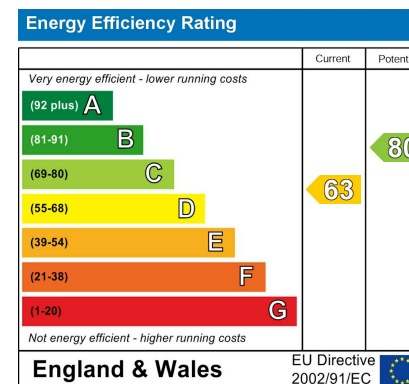 Energy Efficiency Rating
Current Potent
Very energy efficient - lower running costs
(92 plus) A
(81-91) B
(69-80) C
(55-68) D
(39-54) E
(21-38) F
(1-20) G
63
80
Not energy efficient - higher running costs
England & Wales
EU Directive
2002/91/EC